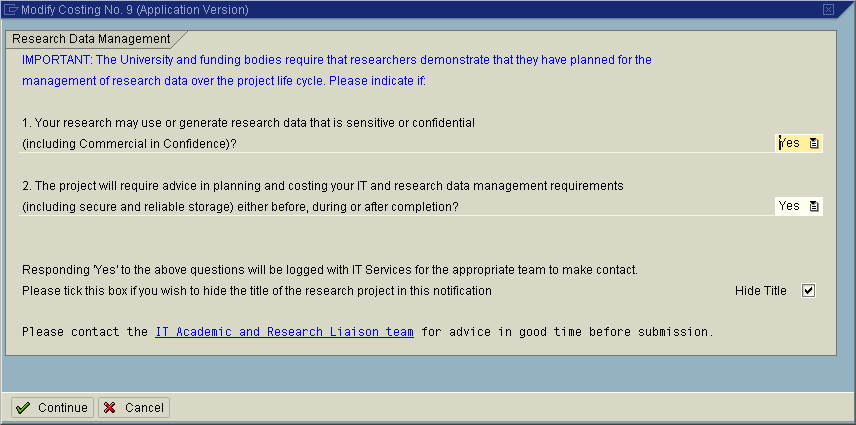 Modify Costing No. 9 (Application Version)
Research Data Management
IMPORTANT: The University and funding bodies require that researchers demonstrate that they have planned for the
management of research data over the project life cycle. Please indicate if:
1. Your research may use or generate research data that is sensitive or confidential
(including Commercial in Confidence)?
Yes
2. The project will require advice in planning and costing your IT and research data management requirements
(including secure and reliable storage) either before, during or after completion?
Yes
Responding 'Yes' to the above questions will be logged with IT Services for the appropriate team to make contact.
Please tick this box if you wish to hide the title of the research project in this notification
Hide Title
Please contact the IT Academic and Research Liaison team for advice in good time before submission.
Continue
Cancel